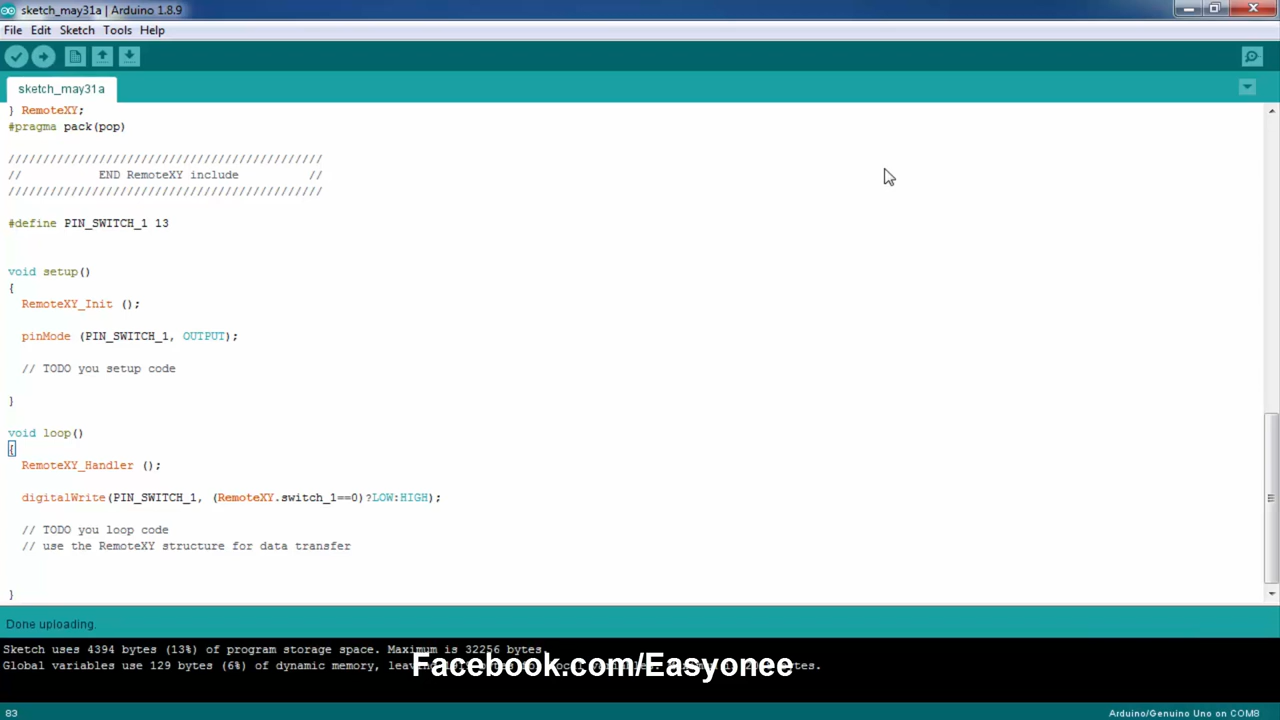 sketch_may31a | Arduino 1.8.9
File Edit Sketch Tools Help
sketch_may31a
} RemoteXY;
#pragma pack(pop)
/////////////////////////////////////////////
// END RemoteXY include //
/////////////////////////////////////////////
#define PIN_SWITCH_1 13
void setup()
{
RemoteXY_Init ();
pinMode (PIN_SWITCH_1, OUTPUT);
// TODO you setup code
}
void loop()
{
RemoteXY_Handler ();
digitalWrite(PIN_SWITCH_1, (RemoteXY.switch_1==0)?LOW:HIGH);
// TODO you loop code
// use the RemoteXY structure for data transfer
}
Done uploading.
Sketch uses 4394 bytes (13%) of program storage space. Maximum is 32256 bytes.
Global variables use 129 bytes (6%) of dynamic memory,
Facebook.com/Easyonee
83
Arduino/Genuino Uno on COM8